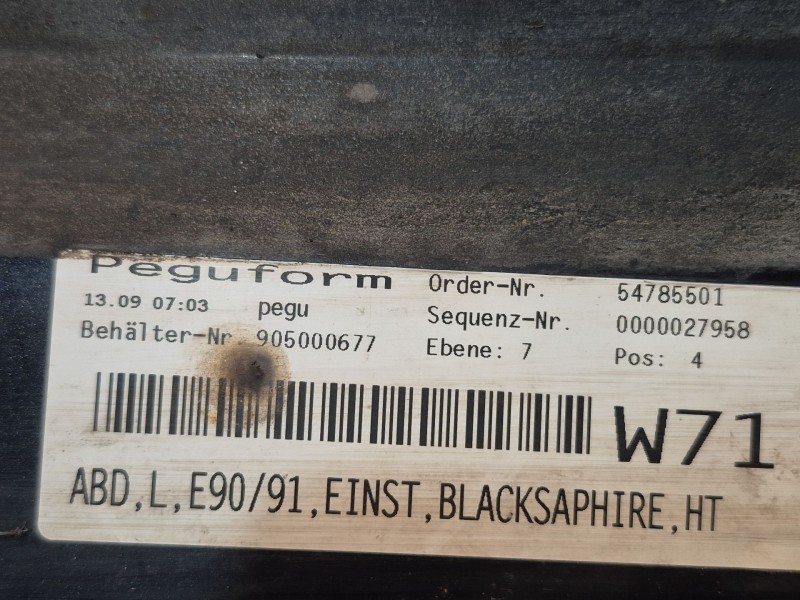 Peguform Order-Nr. 54785501
13.09 07:03 pegu Sequenz-Nr. 0000027958
Behälter-Nr 905000677 Ebene: 7 Pos: 4
W71
ABD,L,E90/91,EINST,BLACKSAPHIRE,HT